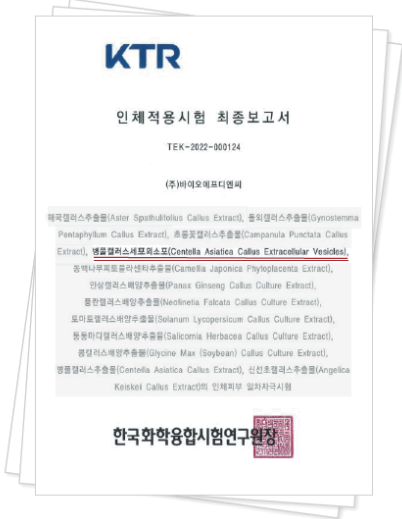 KTR
인체적용시험 최종보고서
TEK-2022-000124
(주)바이오에프디엔씨
해국캘러스추출물(Aster Spathulifolius Callus Extract), 돌외캘러스추출물(Gynostemma
Pentaphyllum Callus Extract), 초롱꽃캘러스추출물(Campanula Punctata Callus
Extract), 병풀캘러스세포외소포(Centella Asiatica Callus Extracellular Vesicles),
동백나무피토플라센타추출물(Camellia Japonica Phytoplacenta Extract),
인삼캘러스배양추출물(Panax Ginseng Callus Culture Extract),
풍란캘러스배양추출물(Neofinetia Falcata Callus Culture Extract),
토마토캘러스배양추출물(Solanum Lycopersicum Callus Culture Extract),
퉁퉁마디캘러스배양추출물(Salicornia Herbacea Callus Culture Extract),
콩캘러스배양추출물(Glycine Max (Soybean) Callus Culture Extract),
병풀캘러스추출물(Centella Asiatica Callus Extract), 신선초캘러스추출물(Angelica
Keiskei Callus Extract)의 인체피부 일차자극시험
한국화학융합시험연구원장